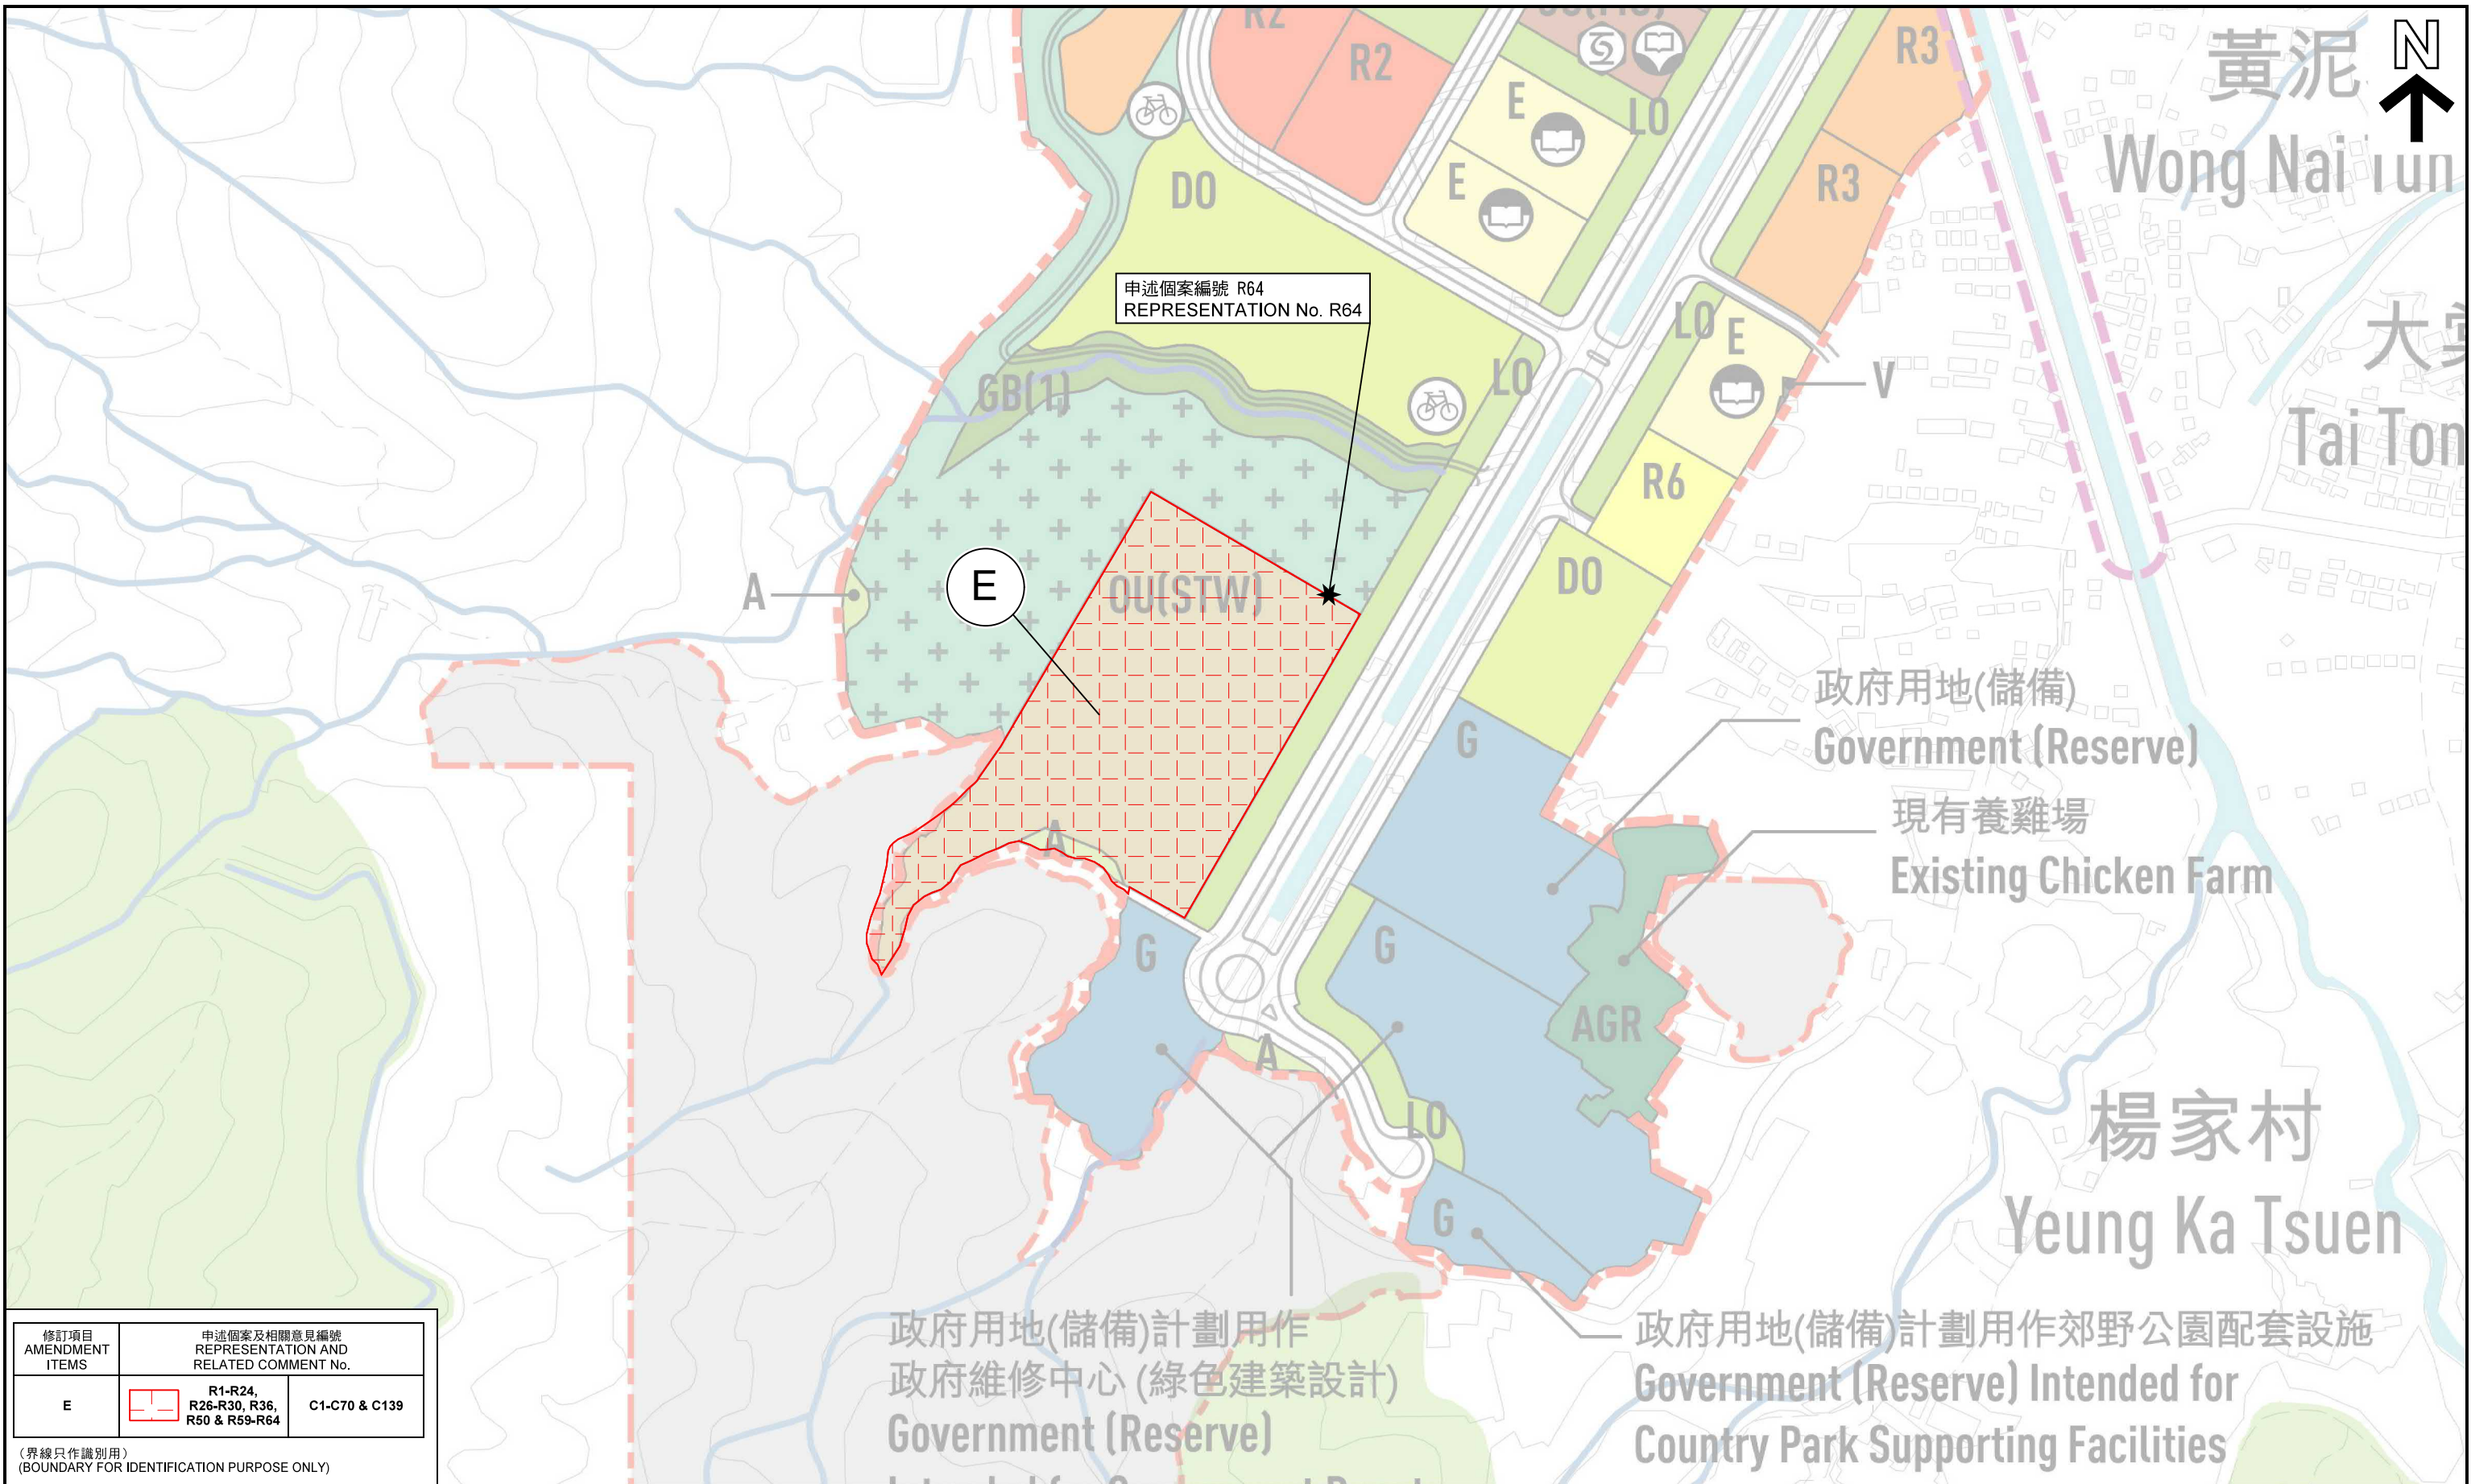 R2
R2
E
LO
E
R3
R3
黃泥
N
Wong Nai Tun
DO
申述個案編號 R64
REPRESENTATION No. R64
LO
E
V
大棠
Tai Ton
GB(1)
LO
R6
DO
A
E
OU(STW)
政府用地(儲備)
Government (Reserve)
G
現有養雞場
Existing Chicken Farm
A
G
G
AGR
A
LO
楊家村
Yeung Ka Tsuen
G
政府用地(儲備)計劃用作
政府維修中心 (綠色建築設計)
Government (Reserve)
政府用地(儲備)計劃用作郊野公園配套設施
Government (Reserve) Intended for
Country Park Supporting Facilities
修訂項目
AMENDMENT
ITEMS
申述個案及相關意見編號
REPRESENTATION AND
RELATED COMMENT No.
E
R1-R24,
R26-R30, R36,
R50 & R59-R64
C1-C70 & C139
(界線只作識別用)
(BOUNDARY FOR IDENTIFICATION PURPOSE ONLY)